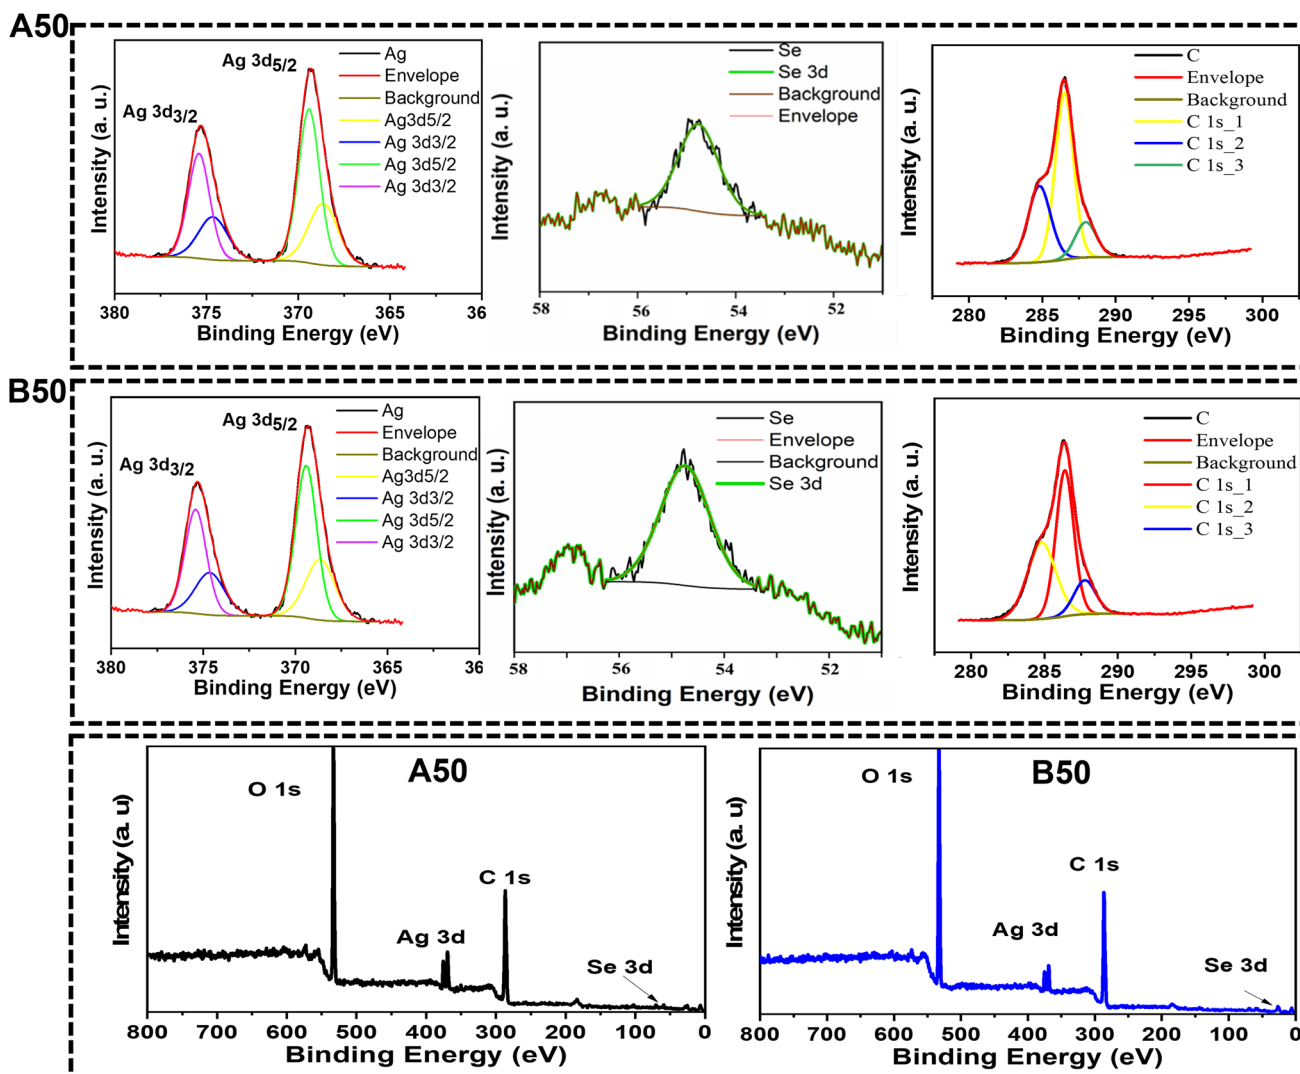 A50
Ag 3d3/2
Ag 3d5/2
Ag
Envelope
Background
Ag3d5/2
Ag 3d3/2
Ag 3d5/2
Ag 3d3/2
Intensity (a. u.)
380
375
370
365
36
Binding Energy (eV)
Se
Se 3d
Background
Envelope
Intensity (a. u.)
58
56
54
52
Binding Energy (eV)
C
Envelope
Background
C 1s_1
C 1s_2
C 1s_3
Intensity (a. u.)
280
285
290
295
300
Binding Energy (eV)
B50
Ag 3d3/2
Ag 3d5/2
Ag
Envelope
Background
Ag3d5/2
Ag 3d3/2
Ag 3d5/2
Ag 3d3/2
Intensity (a. u.)
380
375
370
365
36
Binding Energy (eV)
Se
Envelope
Background
Se 3d
Intensity (a. u.)
58
56
54
52
Binding Energy (eV)
C
Envelope
Background
C 1s_1
C 1s_2
C 1s_3
Intensity (a. u.)
280
285
290
295
300
Binding Energy (eV)
A50
O 1s
Ag 3d
C 1s
Se 3d
Intensity (a. u)
800
700
600
500
400
300
200
100
0
Binding Energy (eV)
B50
O 1s
Ag 3d
C 1s
Se 3d
Intensity (a. u)
800
700
600
500
400
300
200
100
0
Binding Energy (eV)